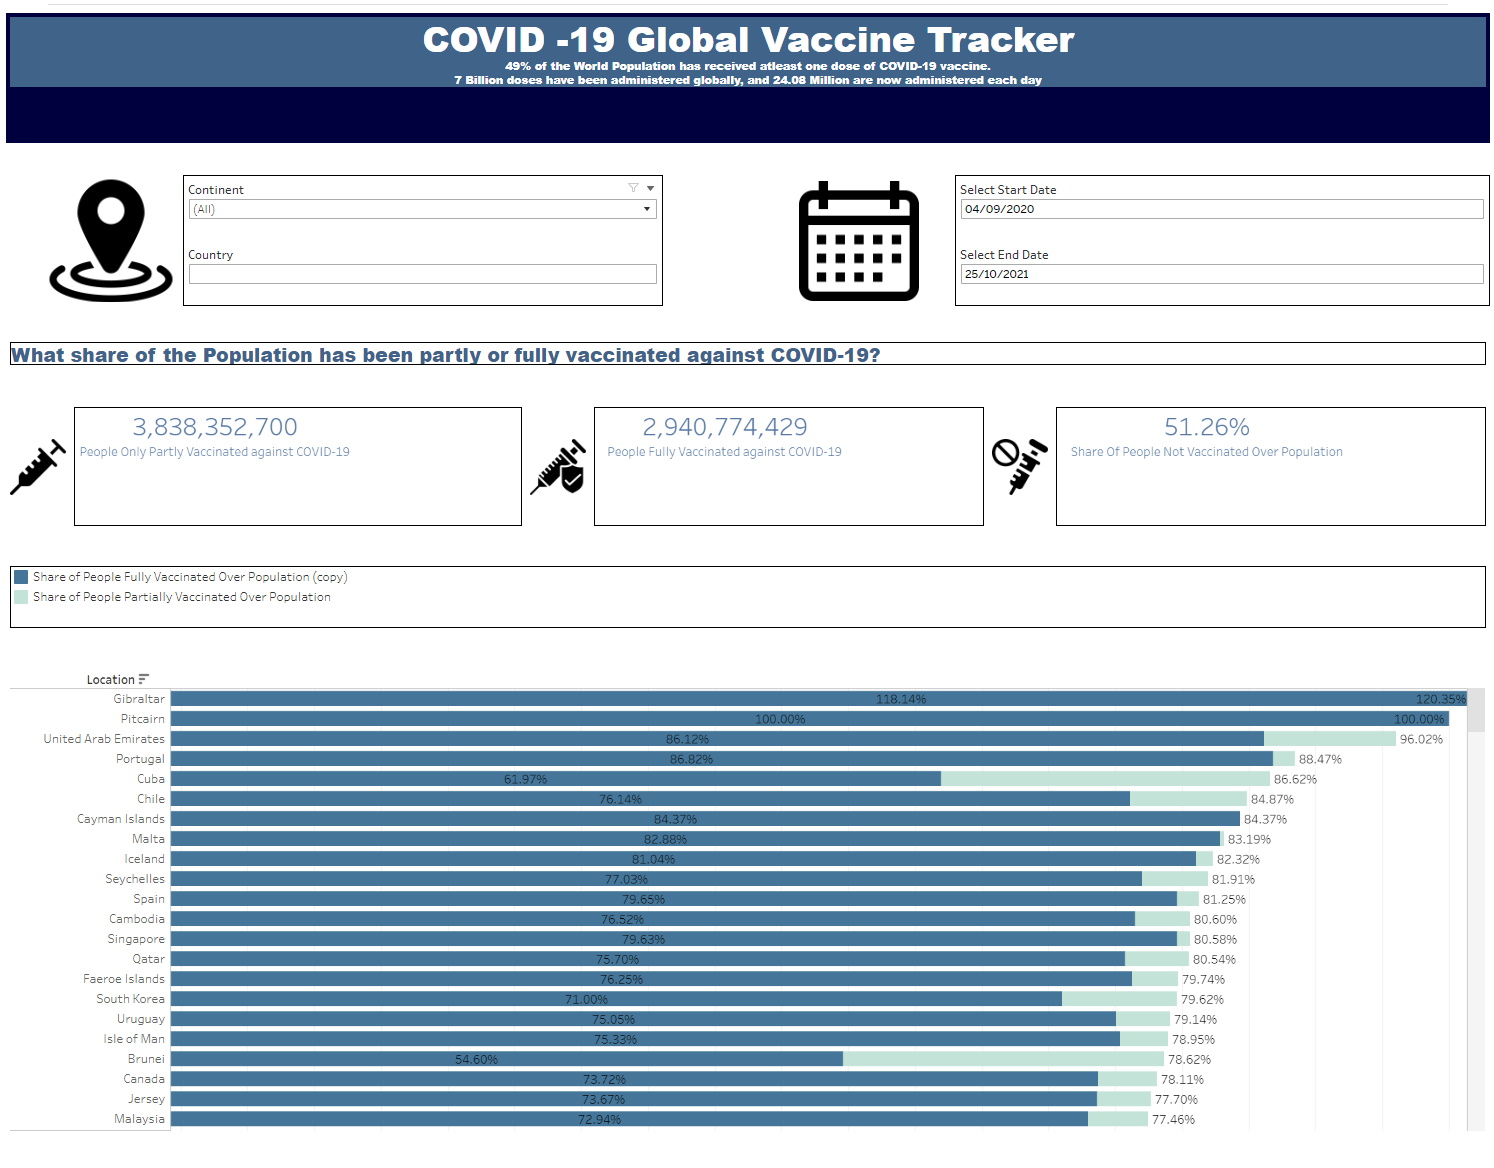 COVID -19 Global Vaccine Tracker
49% of the World Population has received atleast one dose of COVID-19 vaccine.
7 Billion doses have been administered globally, and 24.08 Million are now administered each day
Continent
(All)
Country
Select Start Date
04/09/2020
Select End Date
25/10/2021
What share of the Population has been partly or fully vaccinated against COVID-19?
3,838,352,700
People Only Partly Vaccinated against COVID-19
2,940,774,429
People Fully Vaccinated against COVID-19
51.26%
Share Of People Not Vaccinated Over Population
Share of People Fully Vaccinated Over Population (copy)
Share of People Partially Vaccinated Over Population
Location
Gibraltar 118.14% 120.35%
Pitcairn 100.00% 100.00%
United Arab Emirates 86.12% 96.02%
Portugal 86.82% 88.47%
Cuba 61.97% 86.62%
Chile 76.14% 84.87%
Cayman Islands 84.37% 84.37%
Malta 82.88% 83.19%
Iceland 81.04% 82.32%
Seychelles 77.03% 81.91%
Spain 79.65% 81.25%
Cambodia 76.52% 80.60%
Singapore 79.63% 80.58%
Qatar 75.70% 80.54%
Faeroe Islands 76.25% 79.74%
South Korea 71.00% 79.62%
Uruguay 75.05% 79.14%
Isle of Man 75.33% 78.95%
Brunei 54.60% 78.62%
Canada 73.72% 78.11%
Jersey 73.67% 77.70%
Malaysia 72.94% 77.46%